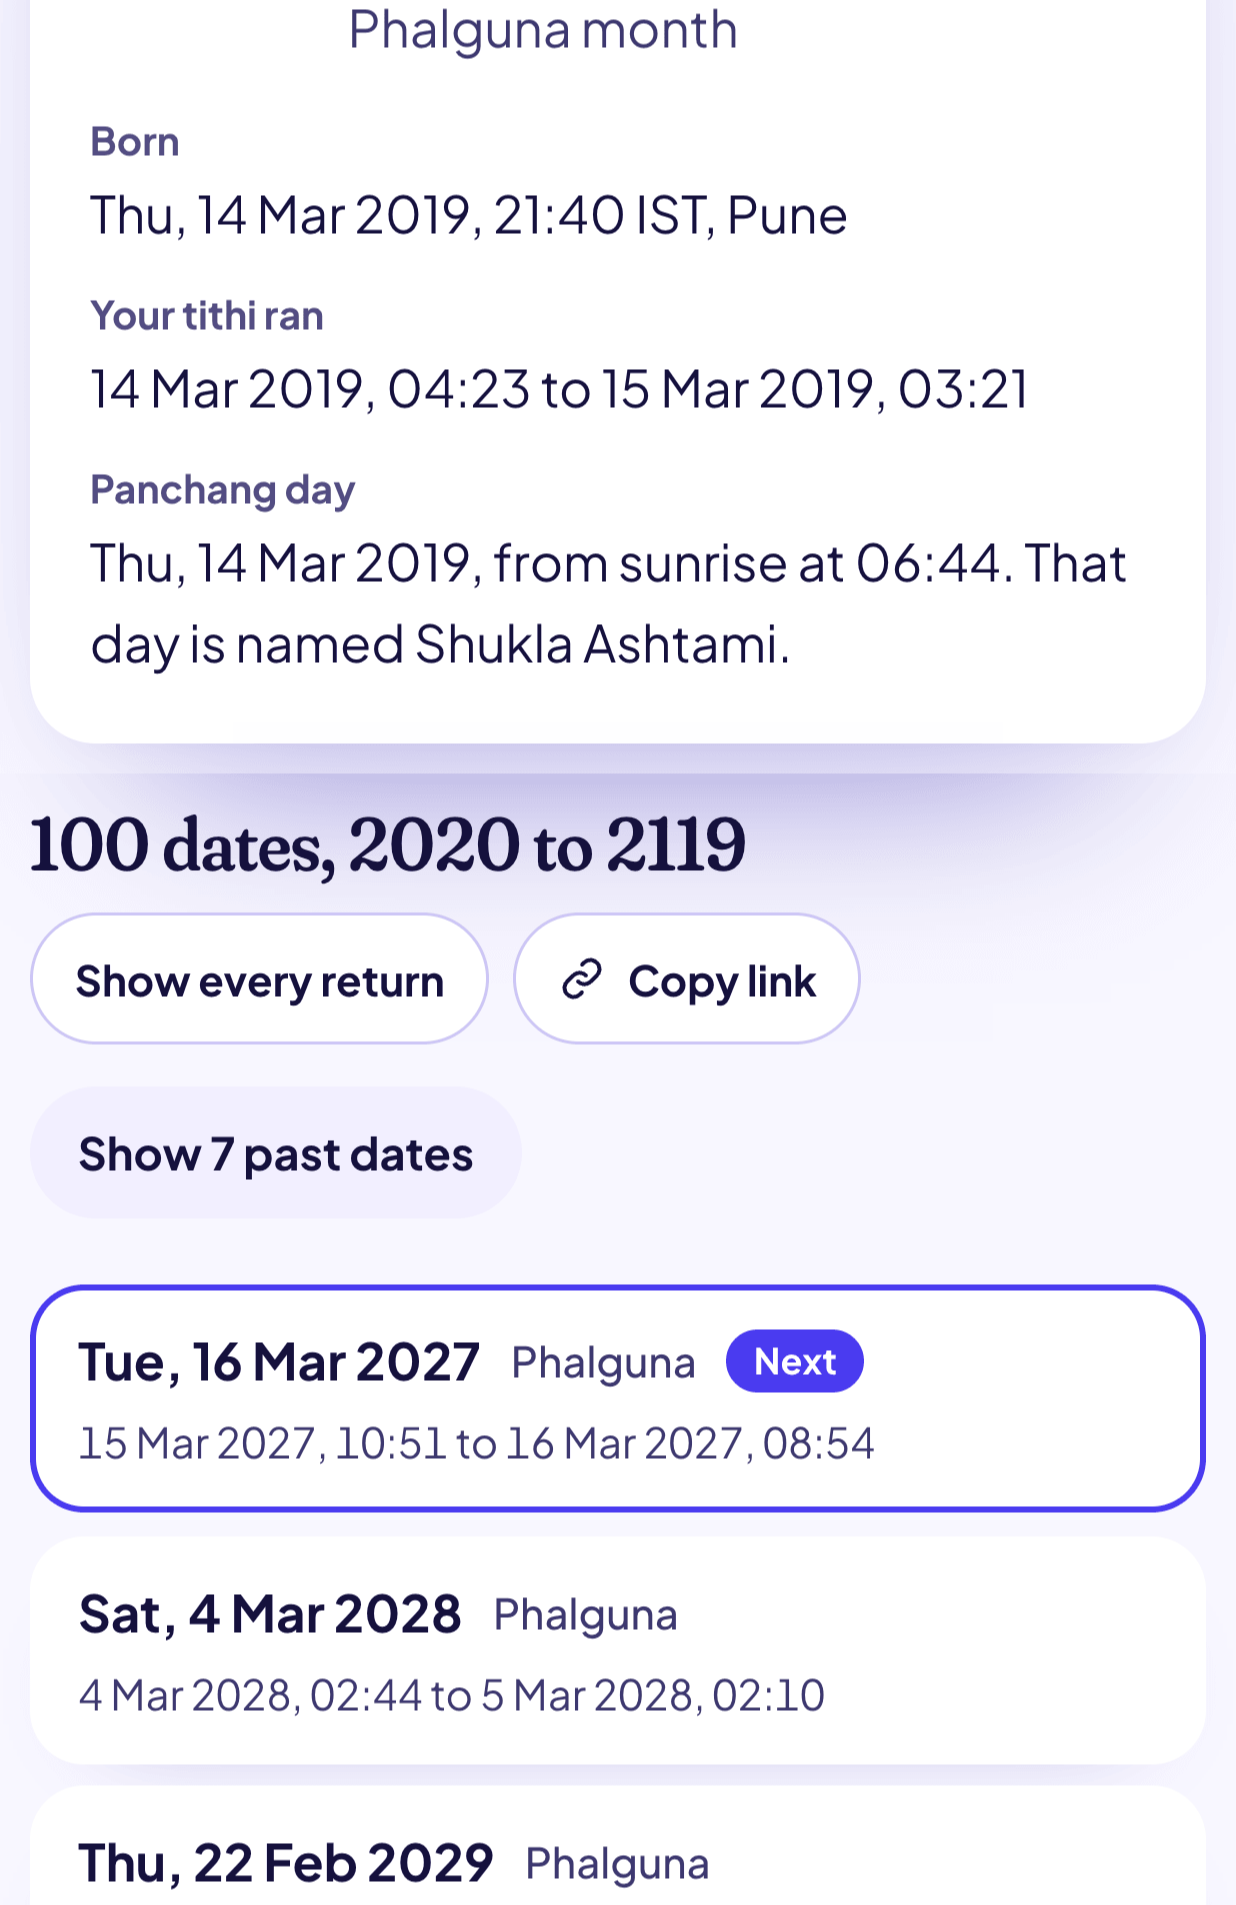 Phalguna month
Born
Thu, 14 Mar 2019, 21:40 IST, Pune
Your tithi ran
14 Mar 2019, 04:23 to 15 Mar 2019, 03:21
Panchang day
Thu, 14 Mar 2019, from sunrise at 06:44. That
day is named Shukla Ashtami.
100 dates, 2020 to 2119
Show every return
Copy link
Show 7 past dates
Tue, 16 Mar 2027 Phalguna Next
15 Mar 2027, 10:51 to 16 Mar 2027, 08:54
Sat, 4 Mar 2028 Phalguna
4 Mar 2028, 02:44 to 5 Mar 2028, 02:10
Thu, 22 Feb 2029 Phalguna